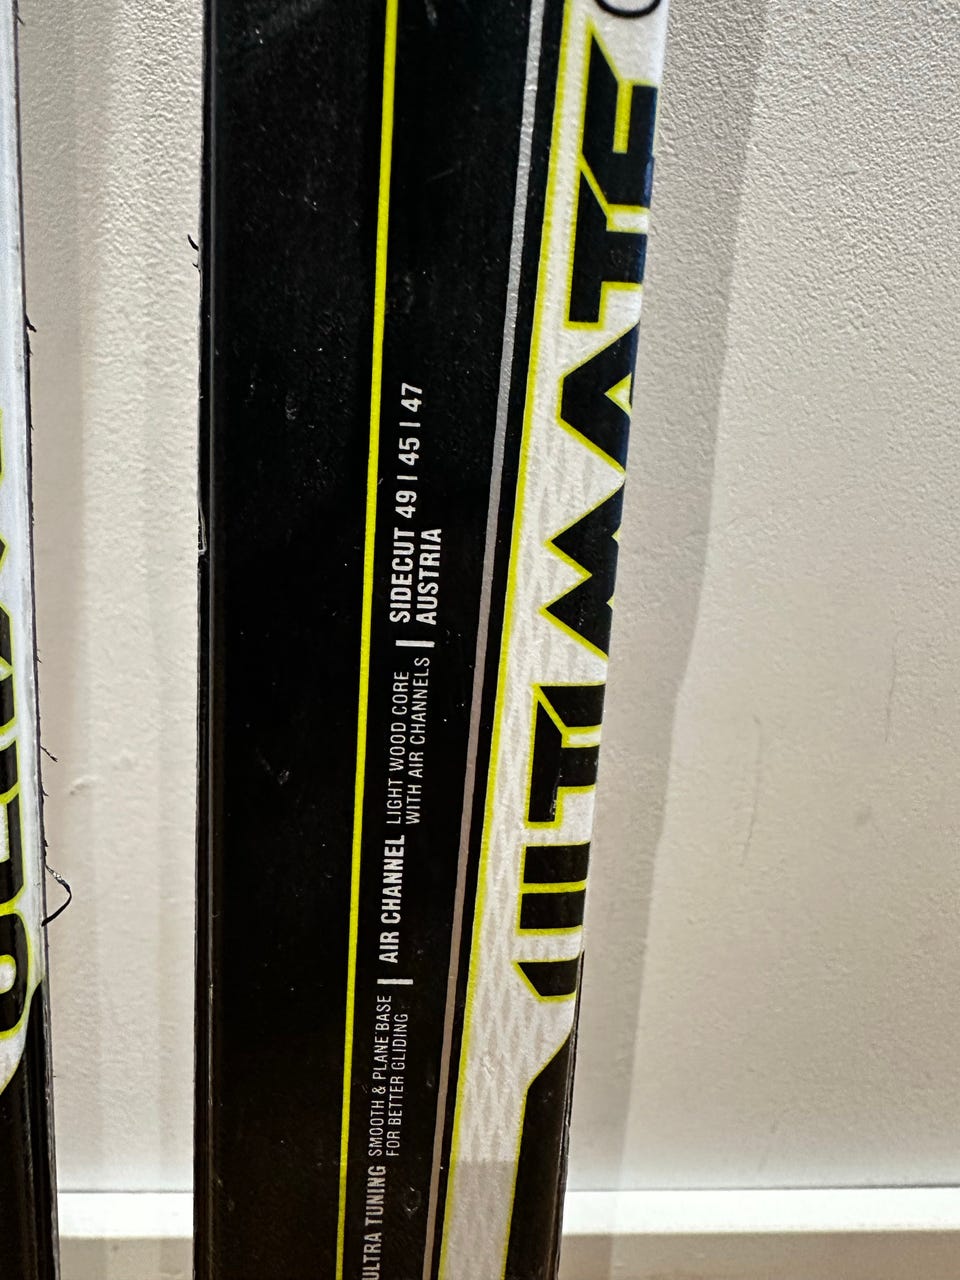 ULTRA TUNING SMOOTH & PLANE BASE
FOR BETTER GLIDING
AIR CHANNEL LIGHT WOOD CORE
WITH AIR CHANNELS
SIDECUT 49 | 45 | 47
AUSTRIA
ULTIMATE